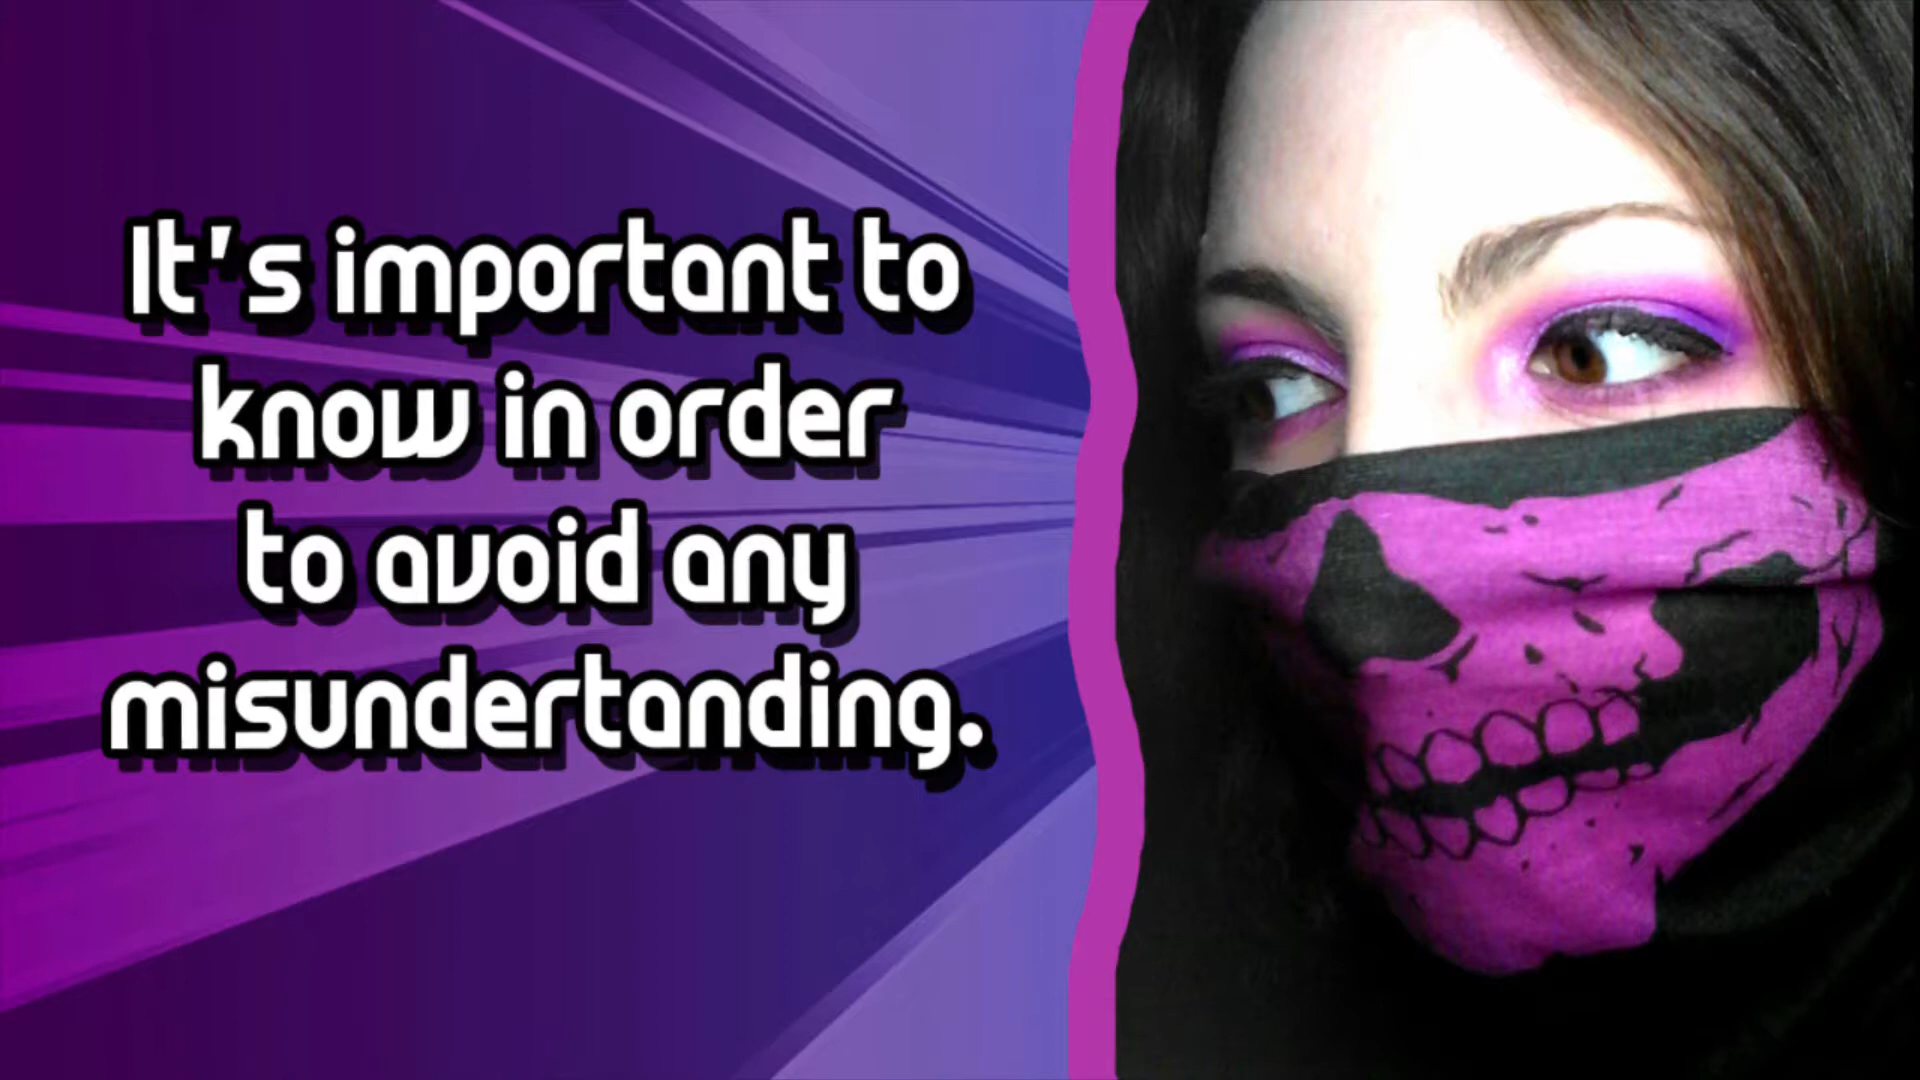 It's important to
know in order
to avoid any
misundertanding.